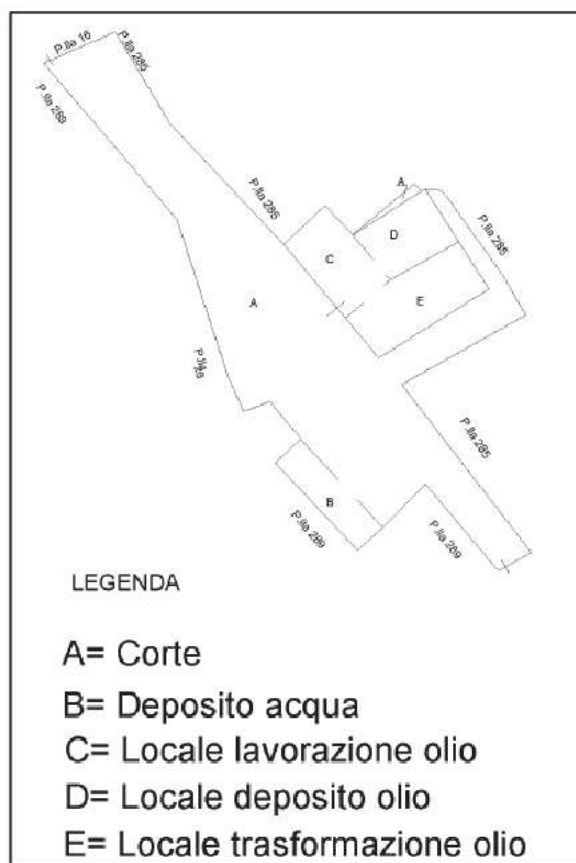 P.lla 16
P.lla 285
P.lla 289
P.lla 285
A
D
P.lla 285
C
A
E
P.lla 285
B
P.lla 289
P.lla 289
LEGENDA
A= Corte
B= Deposito acqua
C= Locale lavorazione olio
D= Locale deposito olio
E= Locale trasformazione olio